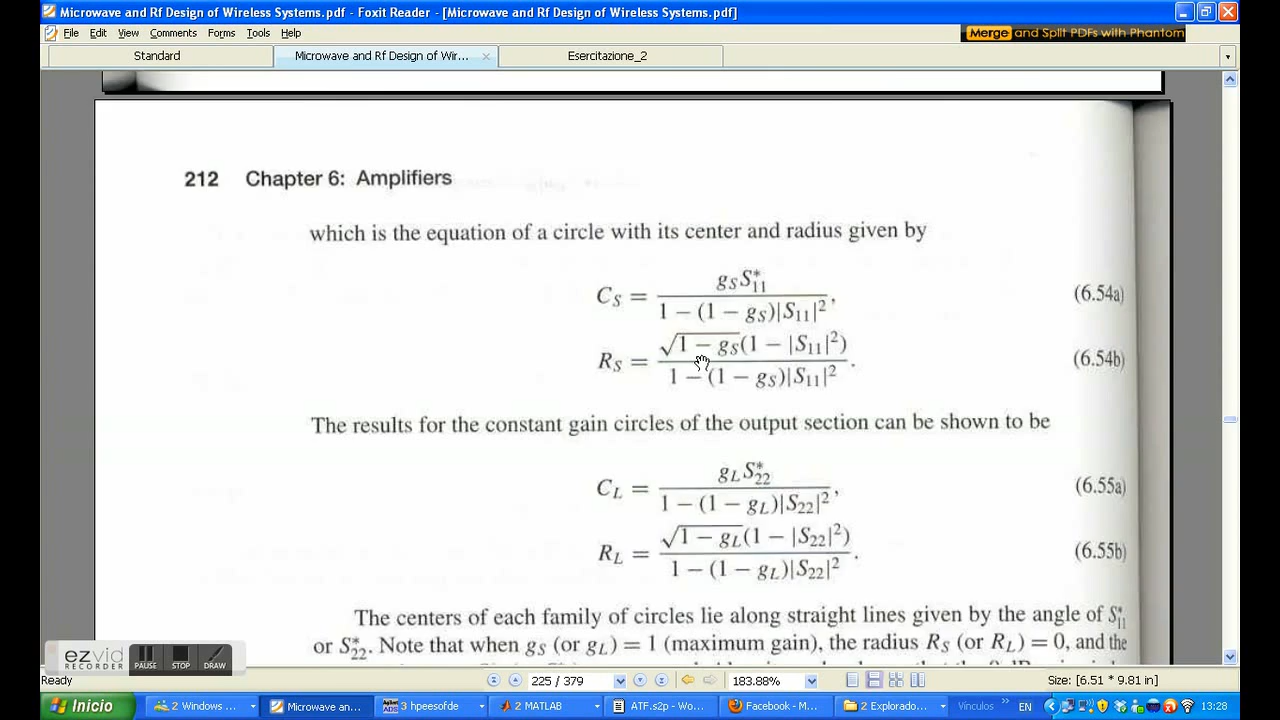 Microwave and Rf Design of Wireless Systems.pdf - Foxit Reader - [Microwave and Rf Design of Wireless Systems.pdf]
File Edit View Comments Forms Tools Help
Merge and Split PDFs with Phantom
Standard Microwave and Rf Design of Wir... Esercitazione_2
212 Chapter 6: Amplifiers
which is the equation of a circle with its center and radius given by
C_S = g_S S_11^* / (1 − (1 − g_S)|S_11|^2), (6.54a)
R_S = √(1 − g_S) (1 − |S_11|^2) / (1 − (1 − g_S)|S_11|^2). (6.54b)
The results for the constant gain circles of the output section can be shown to be
C_L = g_L S_22^* / (1 − (1 − g_L)|S_22|^2), (6.55a)
R_L = √(1 − g_L) (1 − |S_22|^2) / (1 − (1 − g_L)|S_22|^2). (6.55b)
The centers of each family of circles lie along straight lines given by the angle of S_11^*
or S_22^*. Note that when g_S (or g_L) = 1 (maximum gain), the radius R_S (or R_L) = 0, and the
ezvid
RECORDER
PAUSE STOP DRAW
Ready 225 / 379 183.88% Size: [6.51 * 9.81 in]
Inicio 2 Windows ... Microwave an... 3 hpeesofde 2 MATLAB ATF.s2p - Wo... Facebook - M... 2 Explorado... Vínculos » EN 13:28